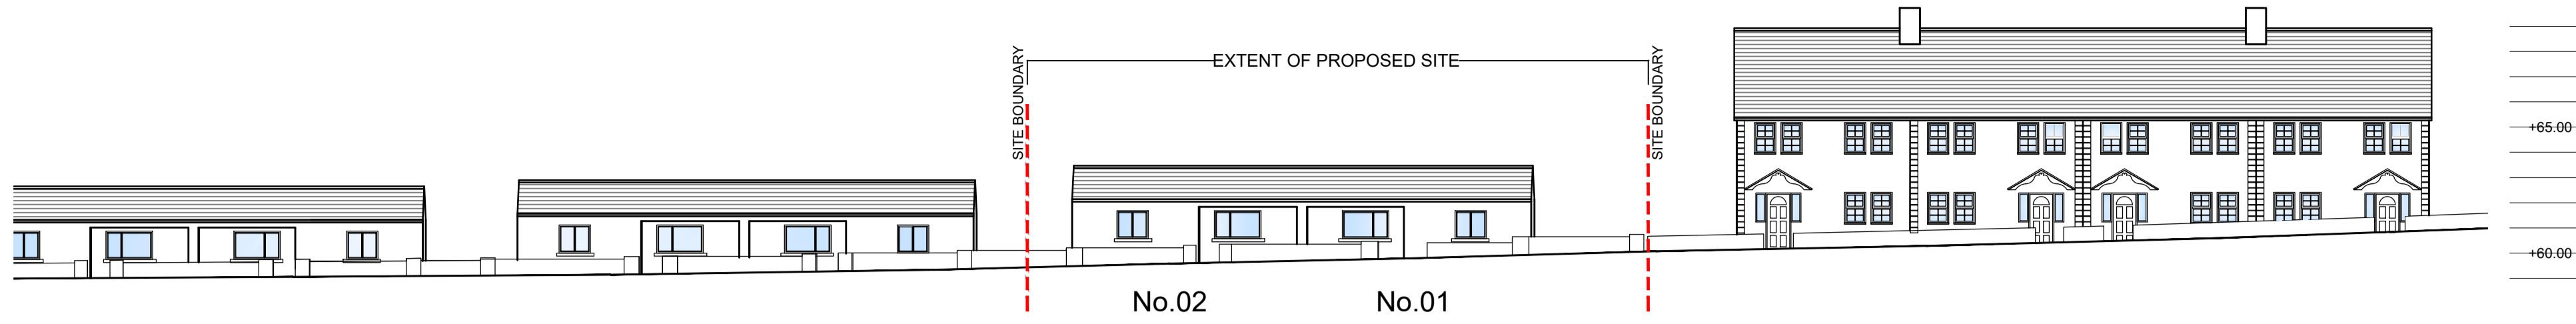 SITE BOUNDARY
EXTENT OF PROPOSED SITE
SITE BOUNDARY
+65.00
+60.00
No.02
No.01